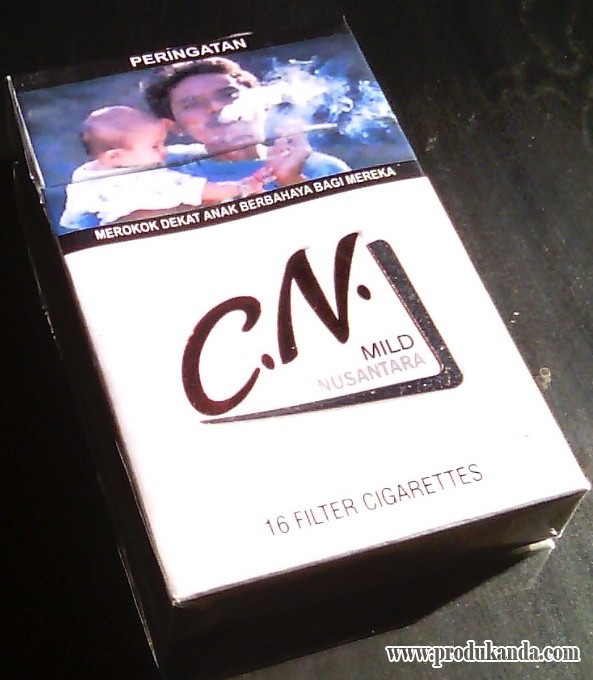 PERINGATAN
MEROKOK DEKAT ANAK BERBAHAYA BAGI MEREKA
C.N.
MILD
NUSANTARA
16 FILTER CIGARETTES
www.produkanda.com